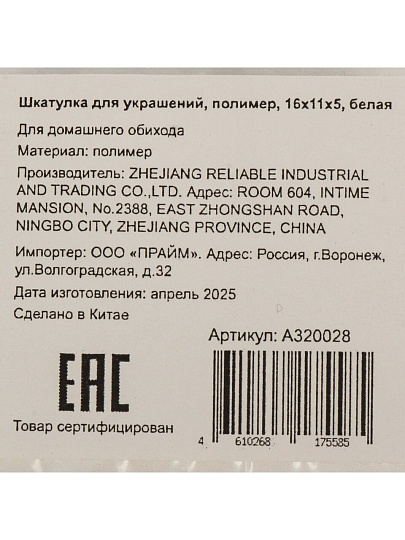 Шкатулка для украшений, полимер, 16х11х5, белая
Для домашнего обихода
Материал: полимер
Производитель: ZHEJIANG RELIABLE INDUSTRIAL
AND TRADING CO.,LTD. Адрес: ROOM 604, INTIME
MANSION, No.2388, EAST ZHONGSHAN ROAD,
NINGBO CITY, ZHEJIANG PROVINCE, CHINA
Импортер: ООО «ПРАЙМ». Адрес: Россия, г.Воронеж,
ул.Волгоградская, д.32
Дата изготовления: апрель 2025
Сделано в Китае
Артикул: А320028
EAC
Товар сертифицирован
4 610268 175585